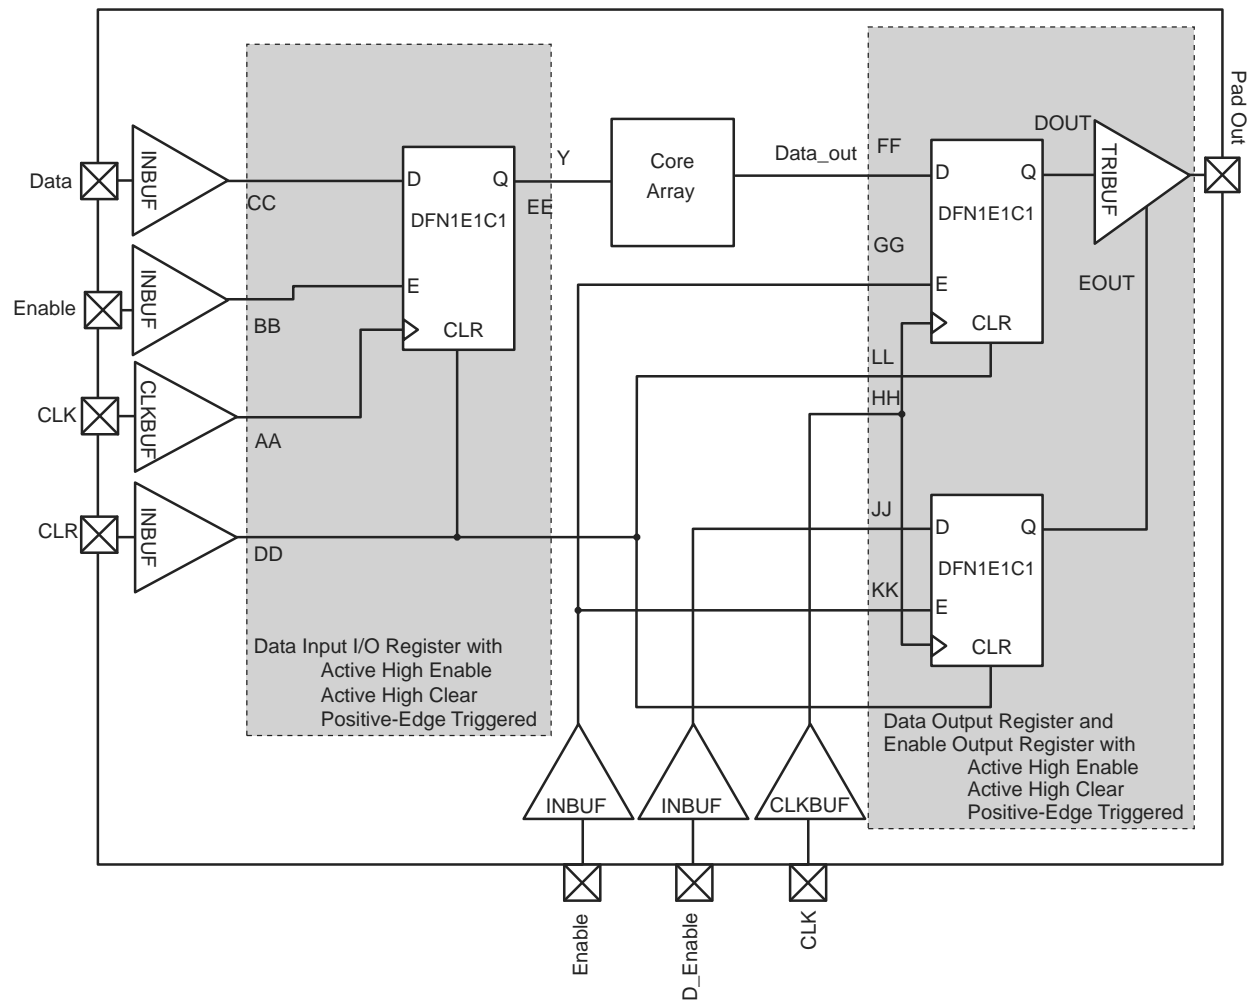 Data
INBUF
CC
Enable
INBUF
BB
CLK
CLKBUF
AA
CLR
INBUF
DD
D
Q
DFN1E1C1
E
CLR
Y
EE
Core
Array
Data_out
FF
GG
LL
HH
JJ
KK
D
Q
DFN1E1C1
E
CLR
DOUT
TRIBUF
EOUT
Pad Out
D
Q
DFN1E1C1
E
CLR
Data Input I/O Register with
Active High Enable
Active High Clear
Positive-Edge Triggered
Data Output Register and
Enable Output Register with
Active High Enable
Active High Clear
Positive-Edge Triggered
INBUF
INBUF
CLKBUF
Enable
D_Enable
CLK